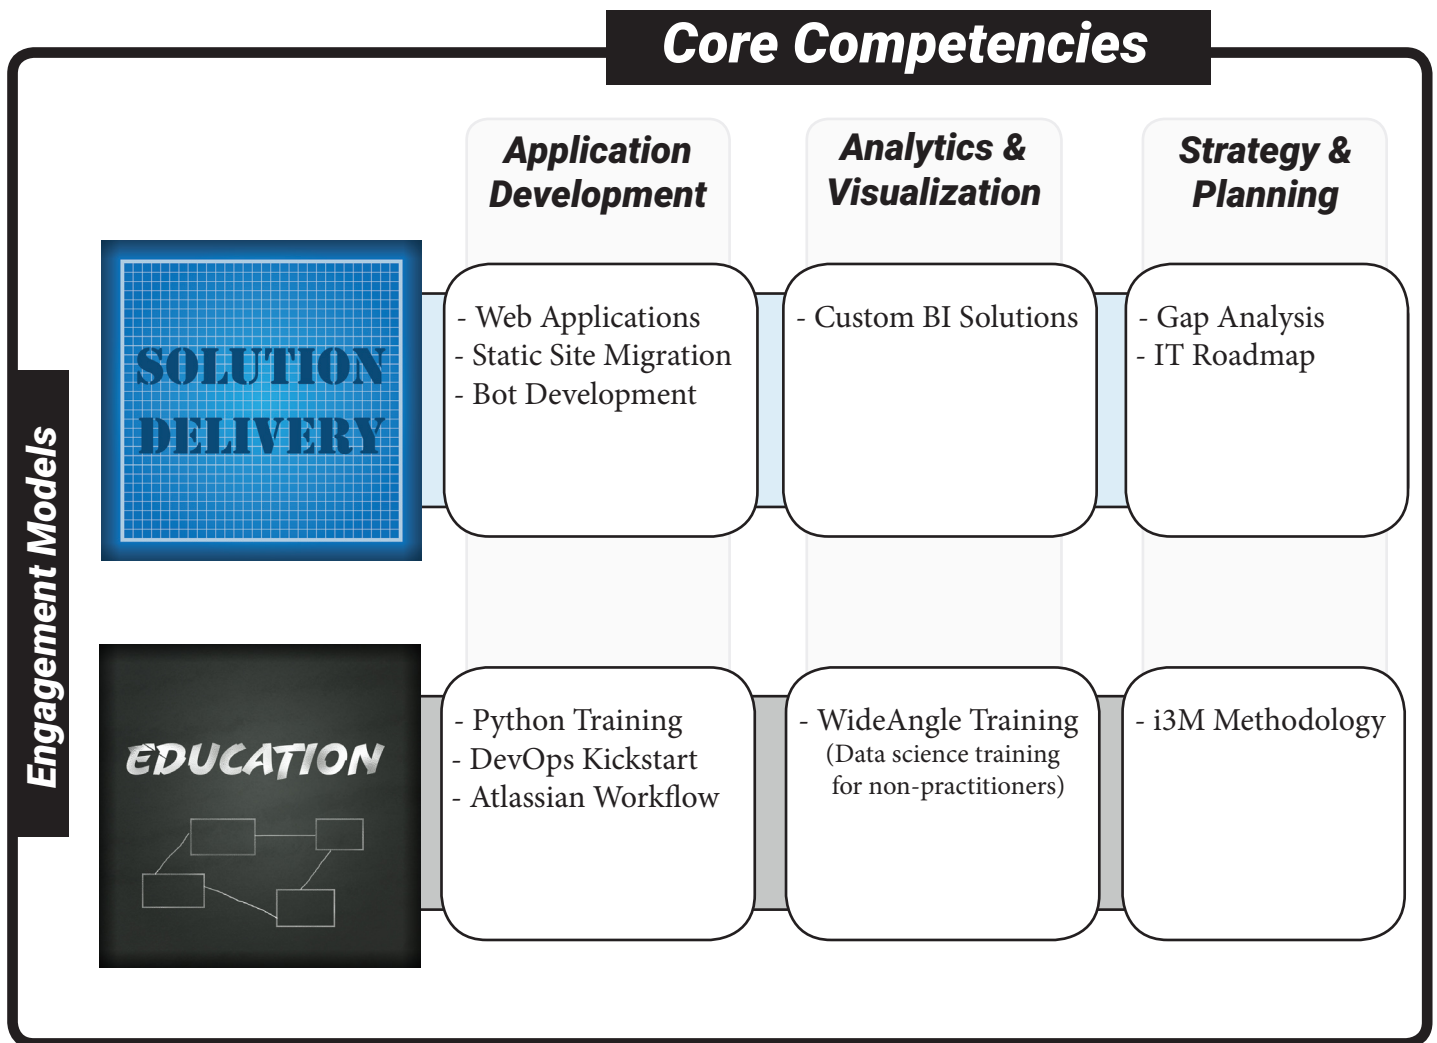 Core Competencies
Application
Development
Analytics &
Visualization
Strategy &
Planning
Engagement Models
SOLUTION
DELIVERY
- Web Applications
- Static Site Migration
- Bot Development
- Custom BI Solutions
- Gap Analysis
- IT Roadmap
EDUCATION
- Python Training
- DevOps Kickstart
- Atlassian Workflow
- WideAngle Training
(Data science training
for non-practitioners)
- i3M Methodology